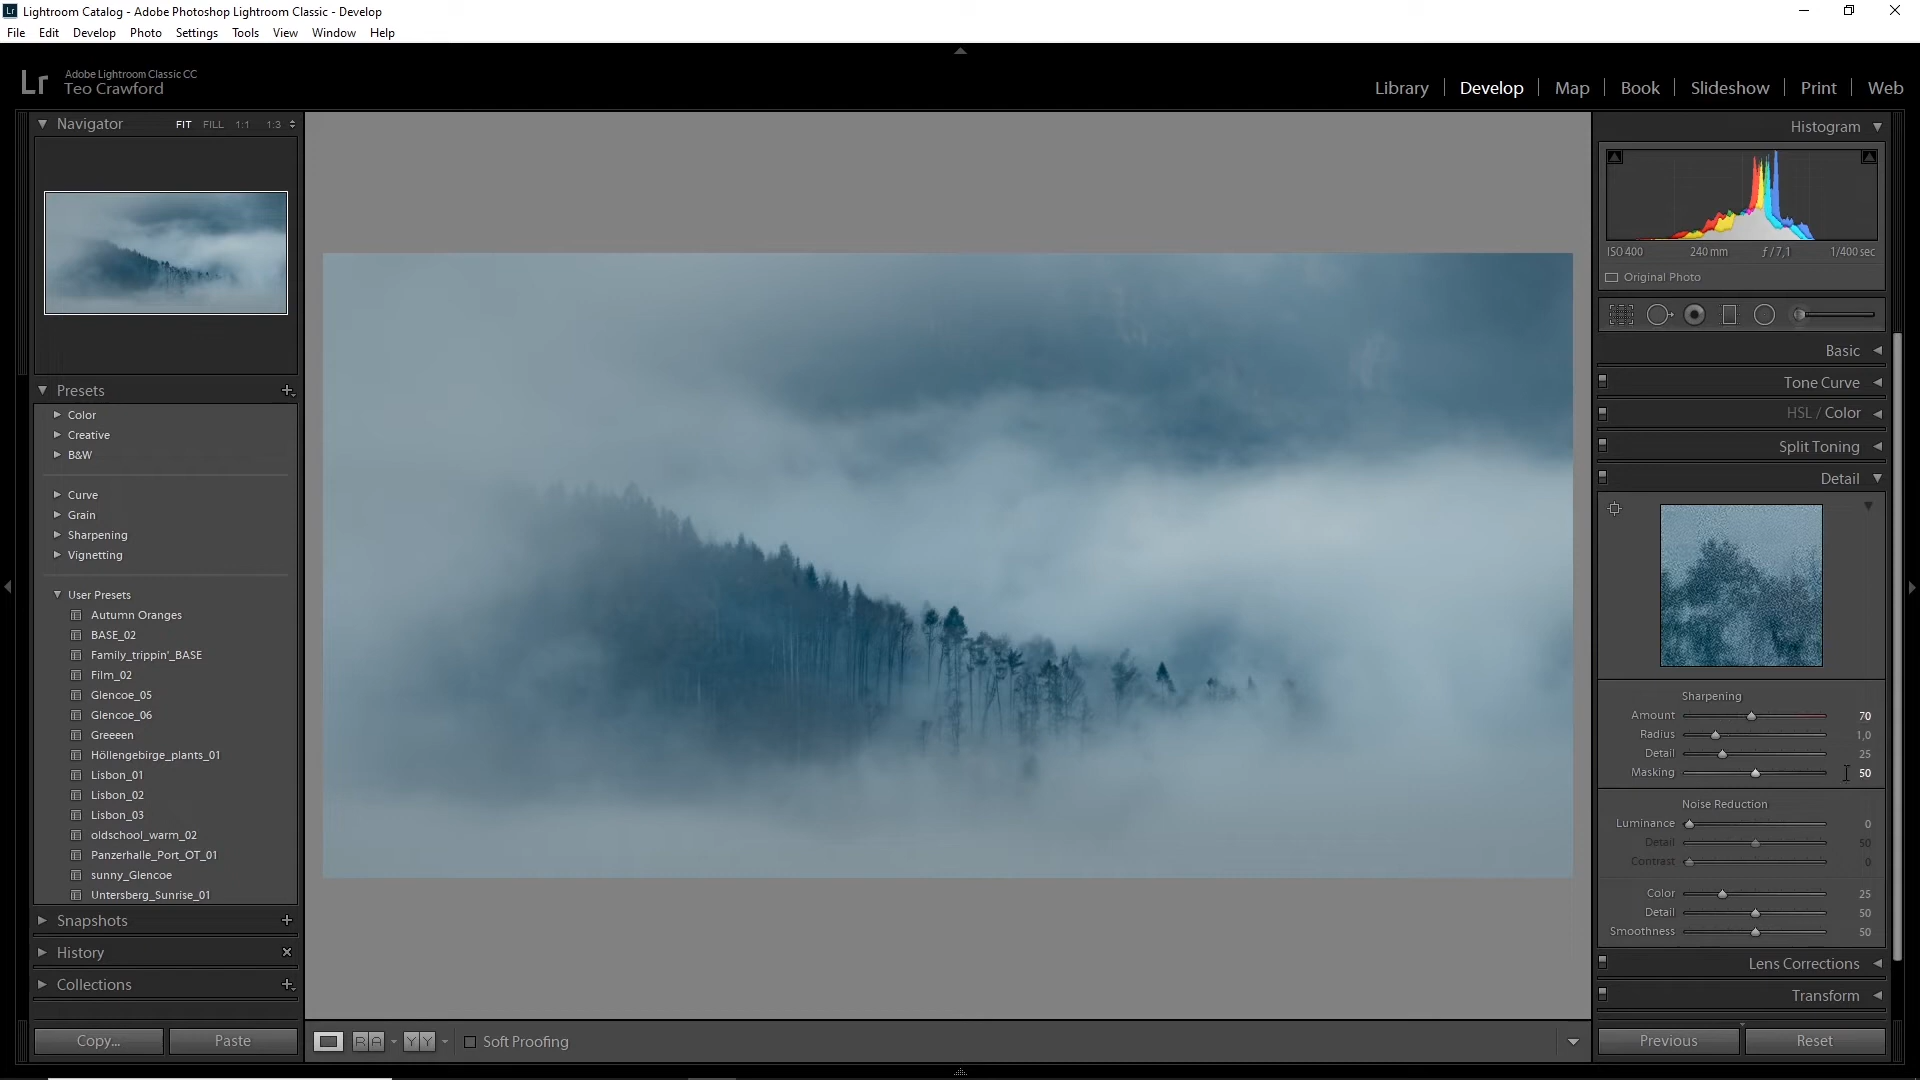 Lr Lightroom Catalog - Adobe Photoshop Lightroom Classic - Develop
File Edit Develop Photo Settings Tools View Window Help
Lr Adobe Lightroom Classic CC
Teo Crawford
Library Develop Map Book Slideshow Print Web
Navigator FIT FILL 1:1 1:3
Presets
Color
Creative
B&W
Curve
Grain
Sharpening
Vignetting
User Presets
Autumn Oranges
BASE_02
Family_trippin'_BASE
Film_02
Glencoe_05
Glencoe_06
Greeeen
Höllengebirge_plants_01
Lisbon_01
Lisbon_02
Lisbon_03
oldschool_warm_02
Panzerhalle_Port_OT_01
sunny_Glencoe
Untersberg_Sunrise_01
Snapshots
History
Collections
Copy... Paste
R A Y Y Soft Proofing
Histogram
ISO 400 240 mm ƒ / 7,1 1/400 sec
Original Photo
Basic
Tone Curve
HSL / Color
Split Toning
Detail
Sharpening
Amount 70
Radius 1,0
Detail 25
Masking 50
Noise Reduction
Luminance 0
Detail 50
Contrast 0
Color 25
Detail 50
Smoothness 50
Lens Corrections
Transform
Previous Reset